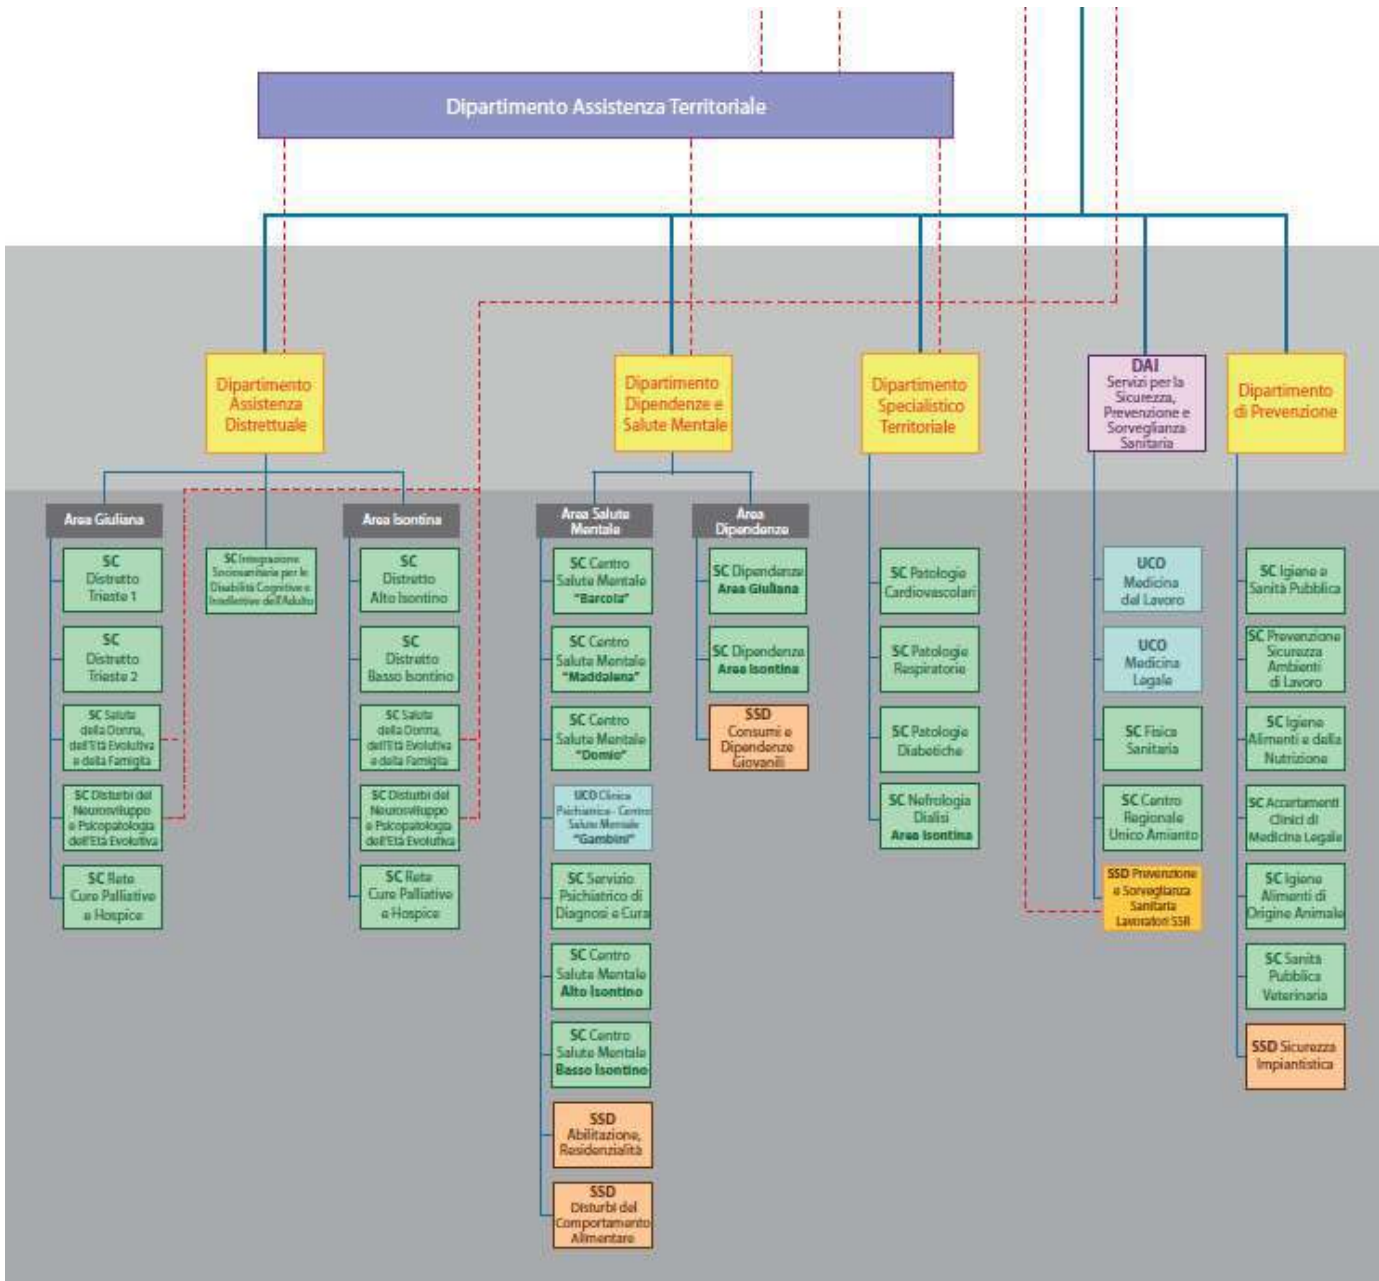 Dipartimento Assistenza Territoriale
Dipartimento
Assistenza
Distrettuale
Dipartimento
Dipendenze e
Salute Mentale
Dipartimento
Specialistico
Territoriale
DAI
Servizi per la
Sicurezza,
Prevenzione e
Sorveglianza
Sanitaria
Dipartimento
di Prevenzione
Area Giuliana
SC
Distretto
Trieste 1
SC
Distretto
Trieste 2
SC Salute
della Donna,
dell'Età Evolutiva
e della Famiglia
SC Disturbi del
Neurosviluppo
e Psicopatologia
dell'Età Evolutiva
SC Rete
Cure Palliative
e Hospice
SC Integrazione
Sociosanitaria per le
Disabilità Cognitive e
Intellettive dell'Adulto
Area Isontina
SC
Distretto
Alto Isontino
SC
Distretto
Basso Isontino
SC Salute
della Donna,
dell'Età Evolutiva
e della Famiglia
SC Disturbi del
Neurosviluppo
e Psicopatologia
dell'Età Evolutiva
SC Rete
Cure Palliative
e Hospice
Area Salute
Mentale
SC Centro
Salute Mentale
"Barcola"
SC Centro
Salute Mentale
"Maddalena"
SC Centro
Salute Mentale
"Domio"
UCO Clinica
Psichiatrica - Centro
Salute Mentale
"Gambini"
SC Servizio
Psichiatrico di
Diagnosi e Cura
SC Centro
Salute Mentale
Alto Isontino
SC Centro
Salute Mentale
Basso Isontino
SSD
Abilitazione,
Residenzialità
SSD
Disturbi del
Comportamento
Alimentare
Area
Dipendenze
SC Dipendenze
Area Giuliana
SC Dipendenze
Area Isontina
SSD
Consumi e
Dipendenze
Giovanili
SC Patologie
Cardiovascolari
SC Patologie
Respiratorie
SC Patologie
Diabetiche
SC Nefrologia
Dialisi
Area Isontina
UCO
Medicina
del Lavoro
UCO
Medicina
Legale
SC Fisica
Sanitaria
SC Centro
Regionale
Unico Amianto
SSD Prevenzione
e Sorveglianza
Sanitaria
Lavoratori SSR
SC Igiene e
Sanità Pubblica
SC Prevenzione
Sicurezza
Ambienti
di Lavoro
SC Igiene
Alimenti e della
Nutrizione
SC Accertamenti
Clinici di
Medicina Legale
SC Igiene
Alimenti di
Origine Animale
SC Sanità
Pubblica
Veterinaria
SSD Sicurezza
Impiantistica